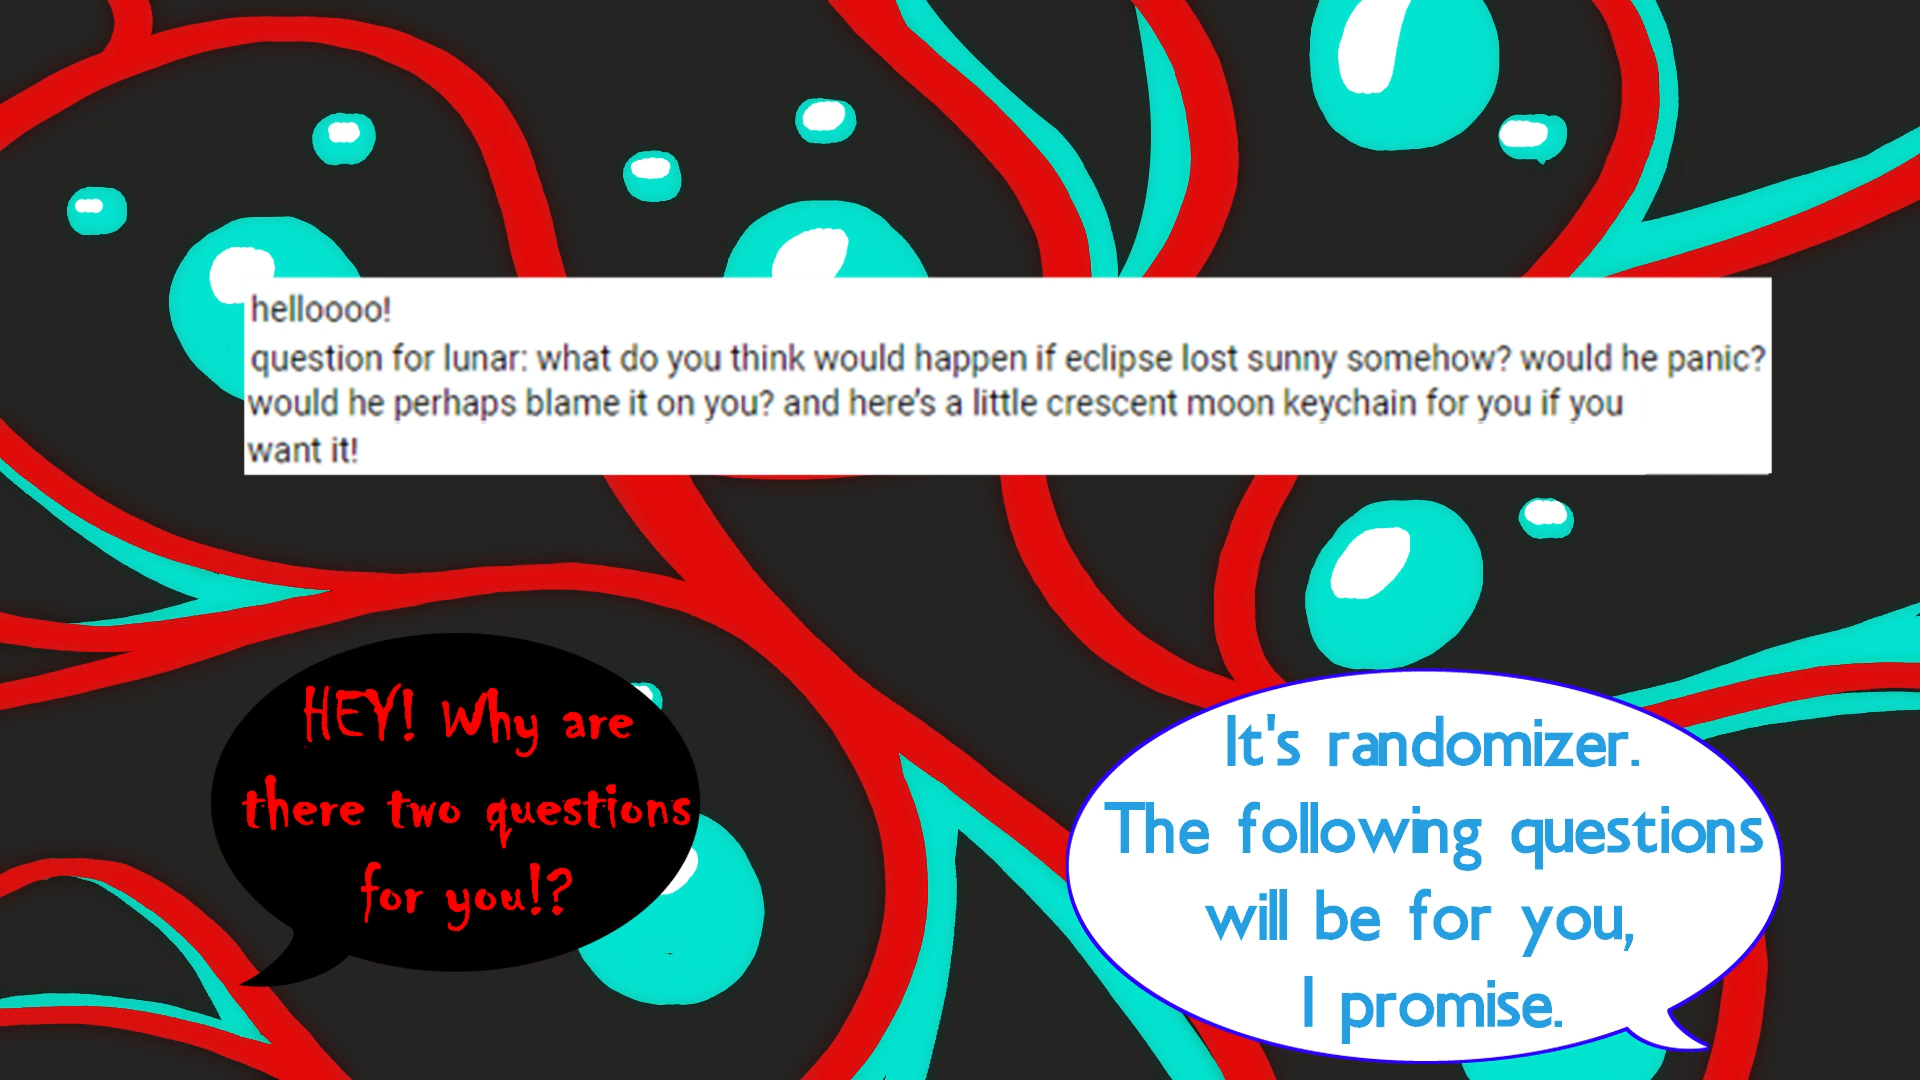 helloooo!
question for lunar: what do you think would happen if eclipse lost sunny somehow? would he panic?
would he perhaps blame it on you? and here's a little crescent moon keychain for you if you
want it!
HEY! Why are
there two questions
for you!?
It's randomizer.
The following questions
will be for you,
I promise.